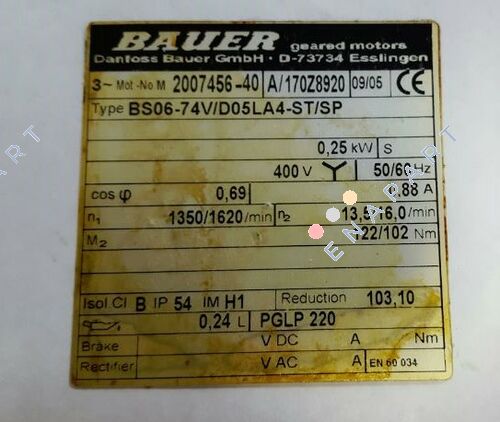 BAUER geared motors
Danfoss Bauer GmbH · D-73734 Esslingen
3~ Mot.-No M 2007456-40 A/170Z8920 09/05 CE
Type BS06-74V/D05LA4-ST/SP
0,25 kW S
400 V Y 50/60 Hz
cos φ 0,69 0.88 A
n1 1350/1620/min n2 13,5/16,0/min
M2 122/102 Nm
Isol.Cl B IP 54 IM H1 Reduction 103,10
0,24 L PGLP 220
Brake V DC A Nm
Rectifier V AC A EN 60 034
ENAPART
ENAPART